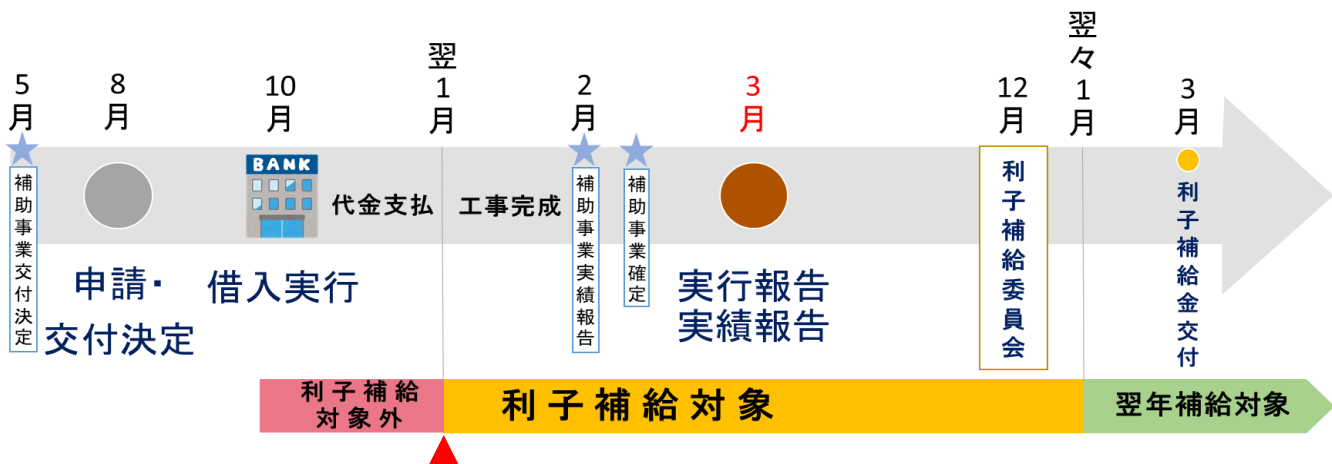 5月
8月
10月
翌1月
2月
3月
12月
翌々1月
3月
補助事業交付決定
申請・
交付決定
BANK
借入実行
代金支払
工事完成
補助事業実績報告
補助事業確定
実行報告
実績報告
利子補給委員会
利子補給金交付
利子補給
対象外
利子補給対象
翌年補給対象